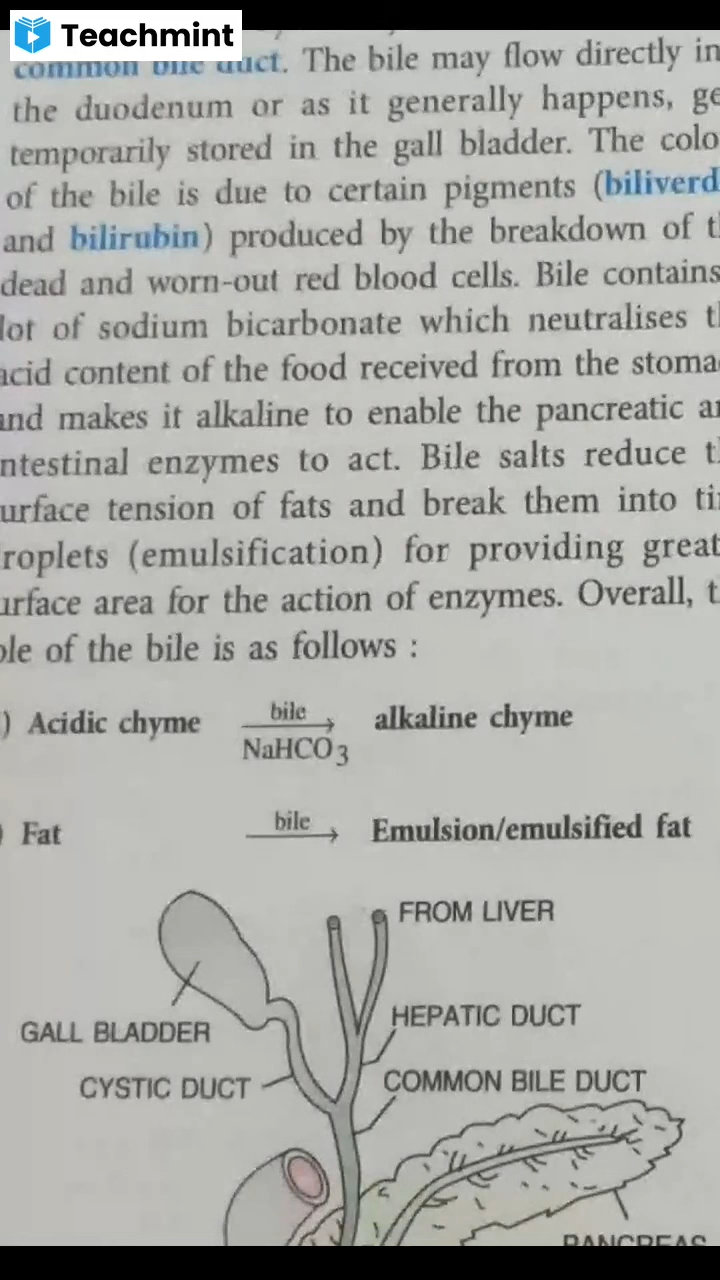 Teachmint
common bile duct. The bile may flow directly in
the duodenum or as it generally happens, ge
temporarily stored in the gall bladder. The colo
of the bile is due to certain pigments (biliverd
and bilirubin) produced by the breakdown of t
dead and worn-out red blood cells. Bile contains
lot of sodium bicarbonate which neutralises th
acid content of the food received from the stoma
and makes it alkaline to enable the pancreatic a
ntestinal enzymes to act. Bile salts reduce t
urface tension of fats and break them into ti
roplets (emulsification) for providing great
urface area for the action of enzymes. Overall, t
ole of the bile is as follows :
) Acidic chyme bile NaHCO3 alkaline chyme
) Fat bile Emulsion/emulsified fat
FROM LIVER
GALL BLADDER
HEPATIC DUCT
CYSTIC DUCT
COMMON BILE DUCT
PANCREAS